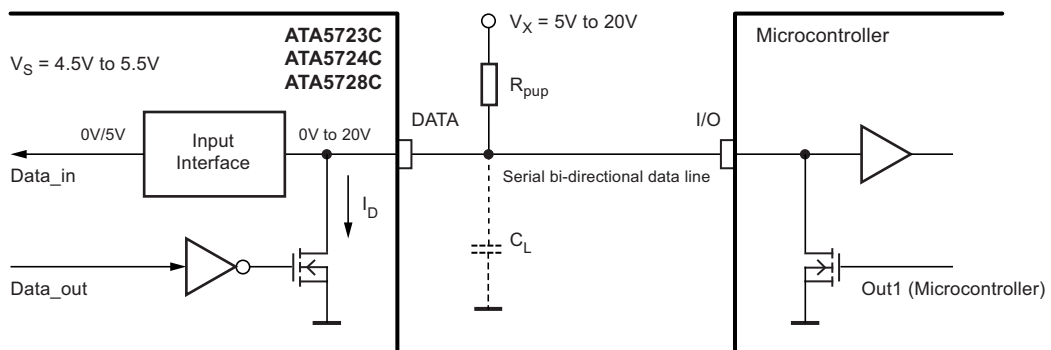 V_X = 5V to 20V
ATA5723C
ATA5724C
ATA5728C
Microcontroller
V_S = 4.5V to 5.5V
R_pup
0V/5V
Input
Interface
0V to 20V
DATA
I/O
Data_in
Serial bi-directional data line
I_D
C_L
Data_out
Out1 (Microcontroller)